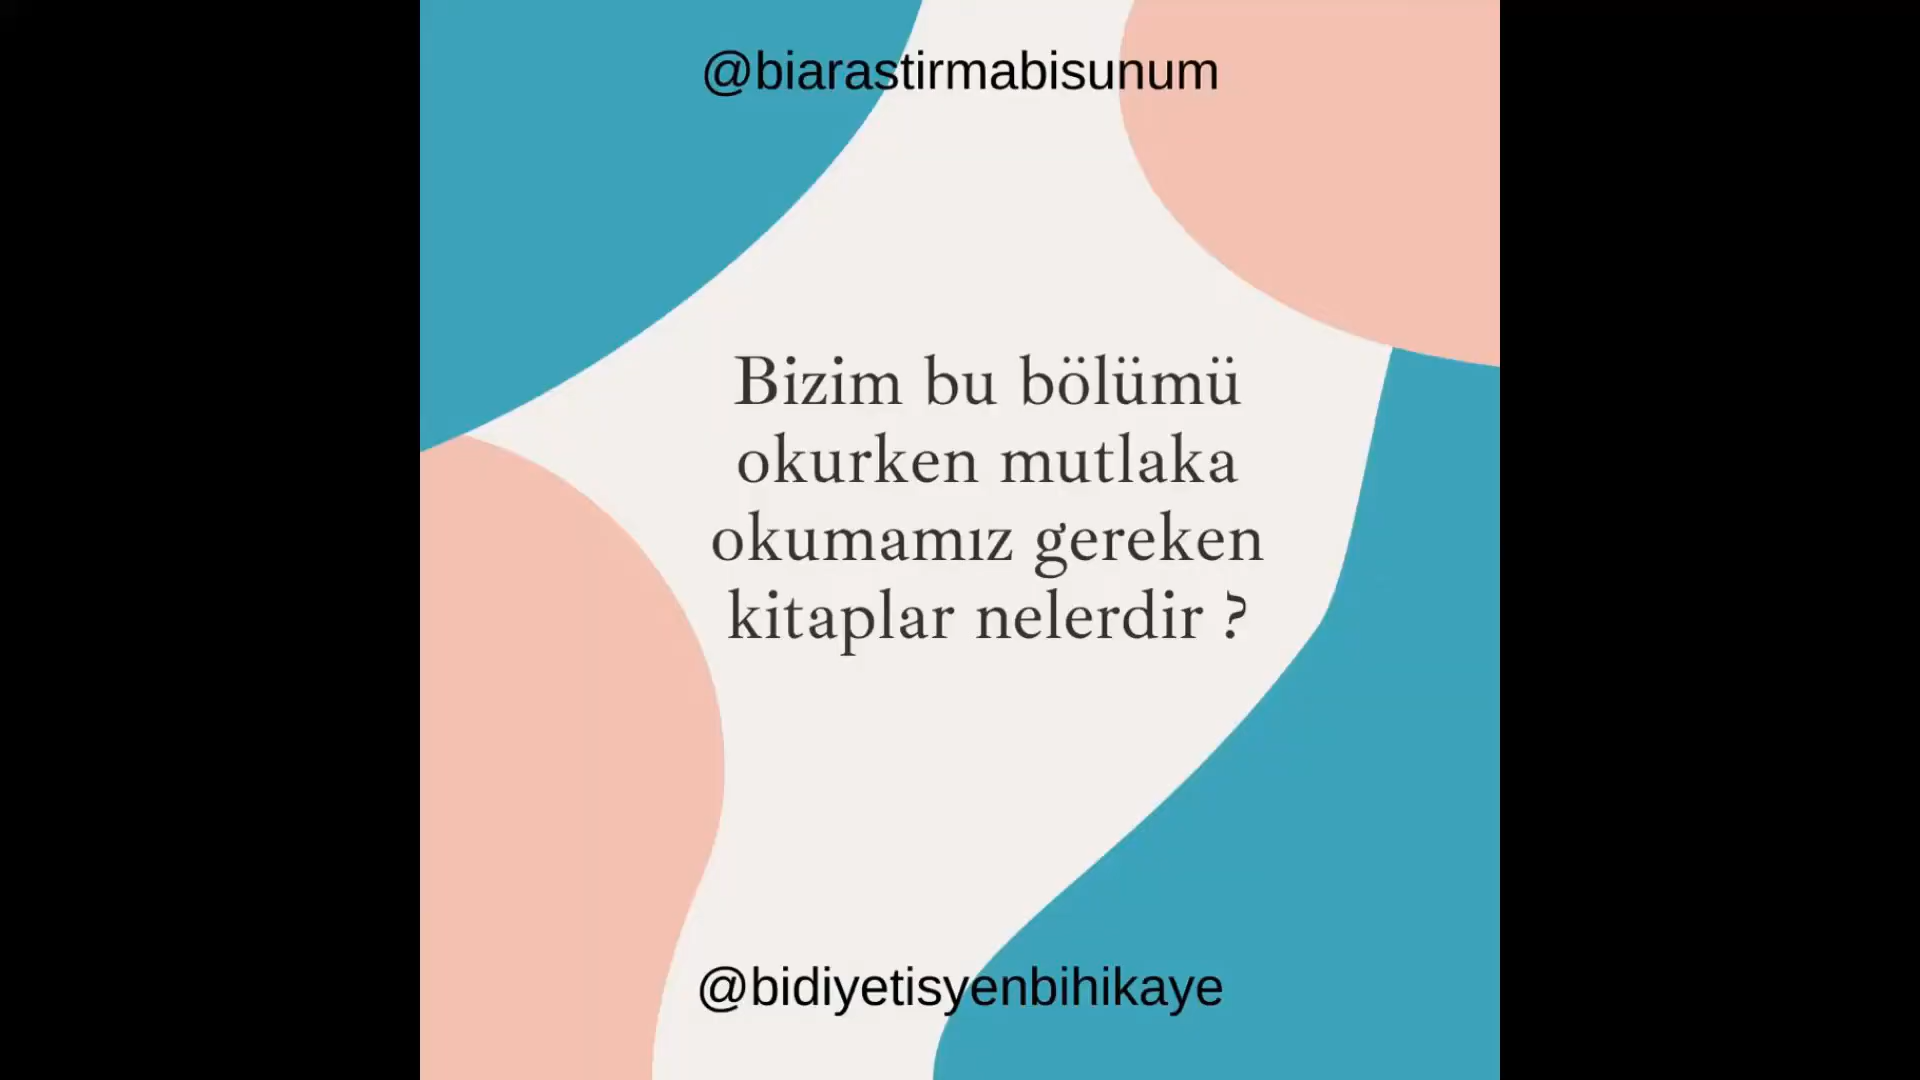 @biarastirmabisunum
Bizim bu bölümü
okurken mutlaka
okumamız gereken
kitaplar nelerdir ?
@bidiyetisyenbihikaye